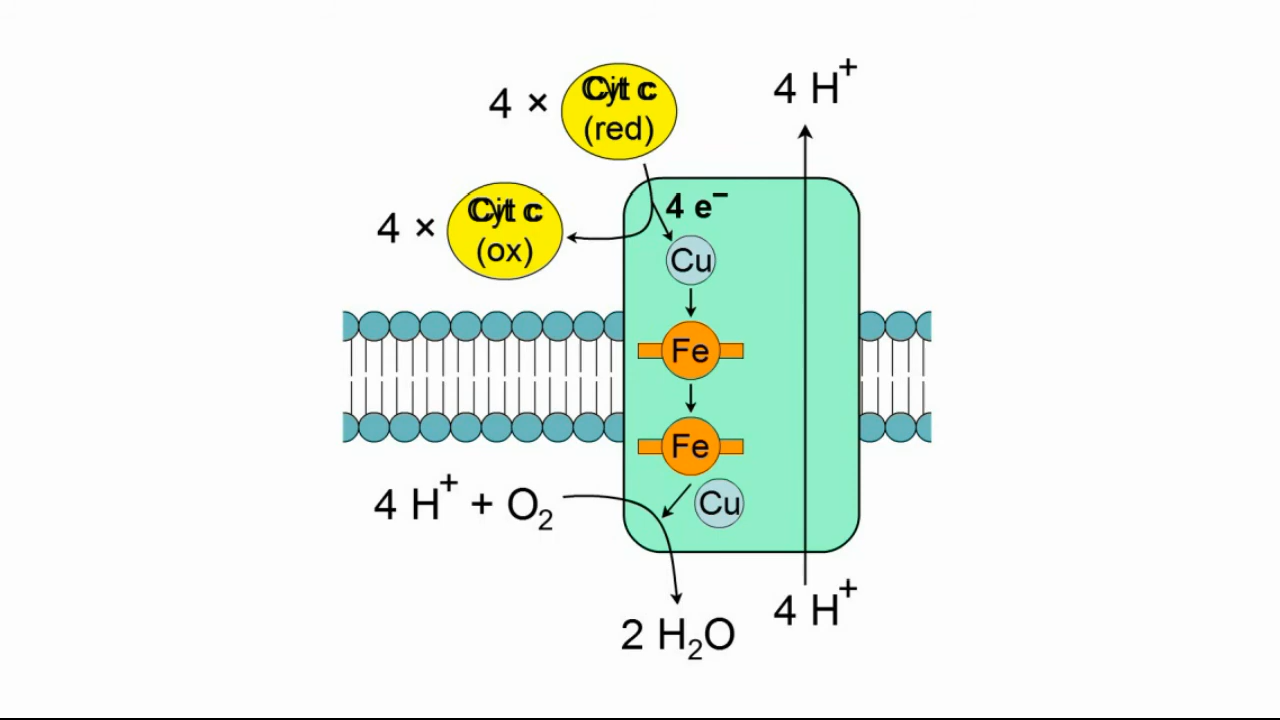 4 × Cyt c
(red)
4 H⁺
4 × Cyt c
(ox)
4 e⁻
Cu
Fe
Fe
Cu
4 H⁺ + O₂
2 H₂O
4 H⁺